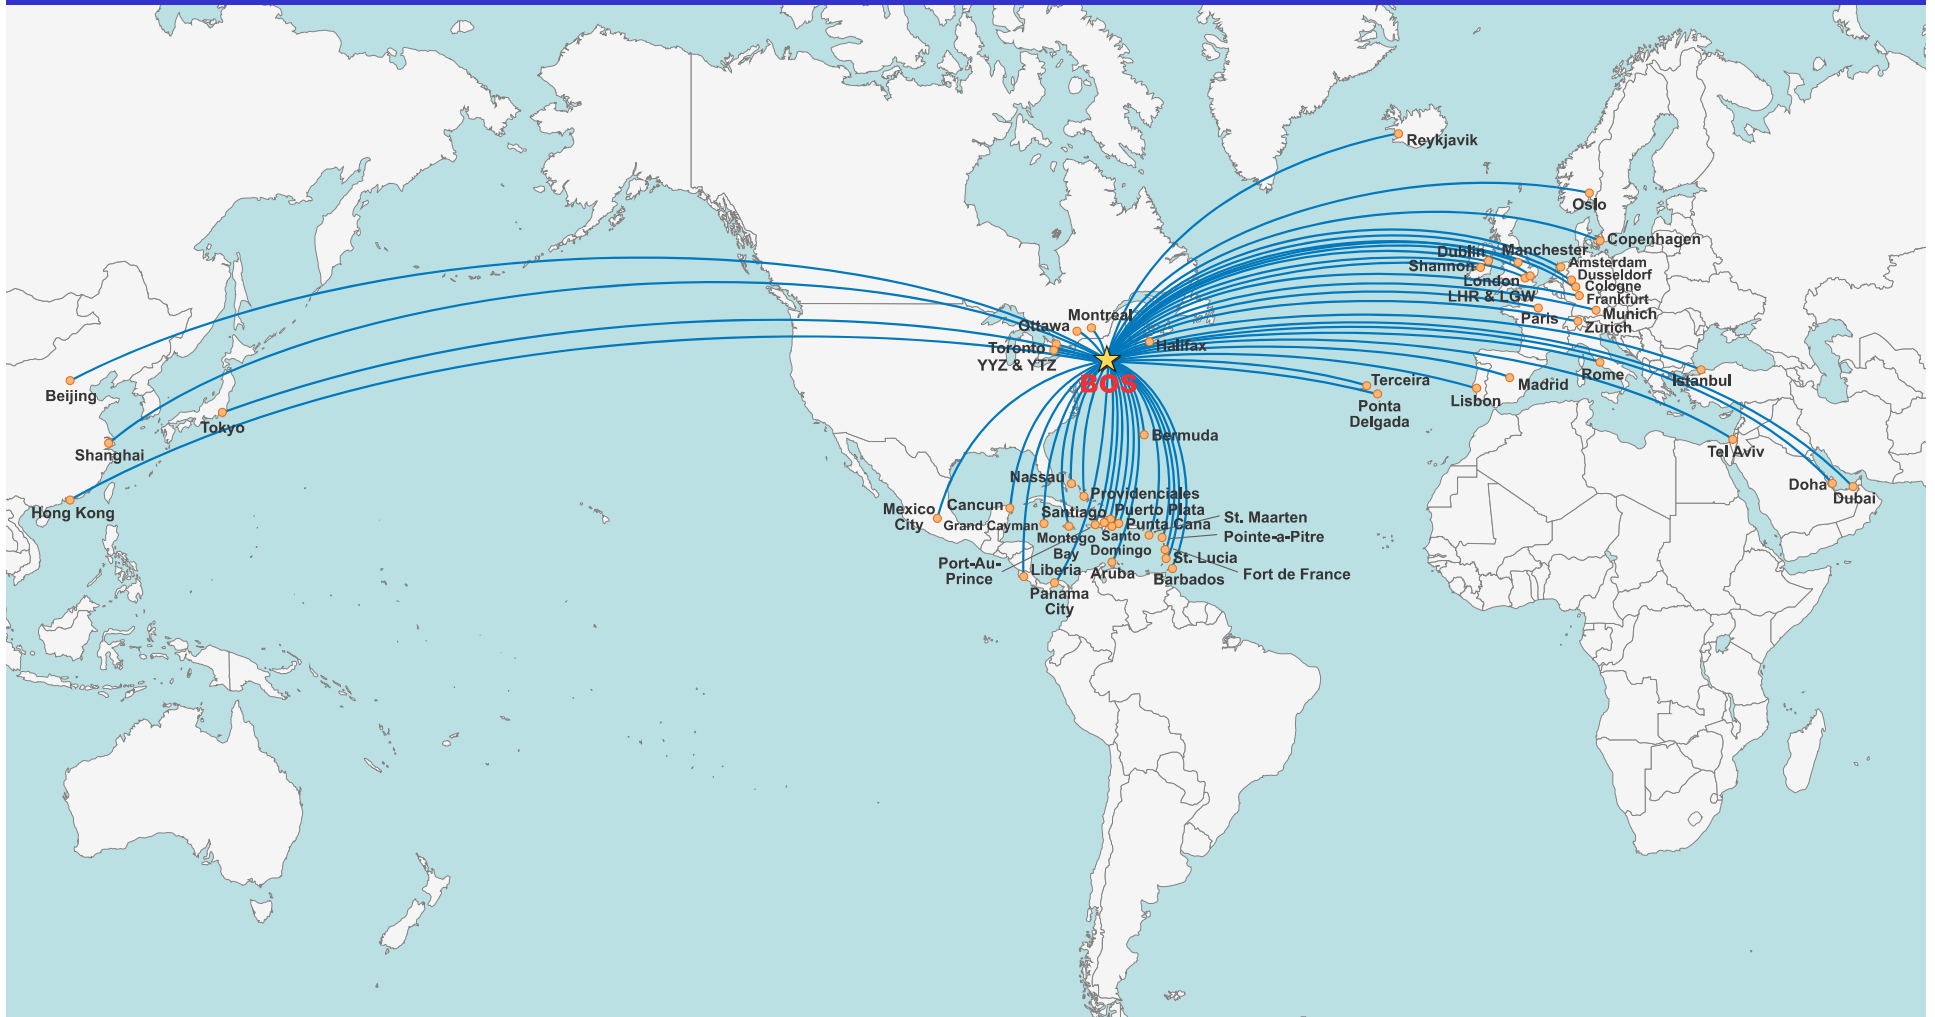 Reykjavik
Oslo
Copenhagen
Dublin
Manchester
Shannon
Amsterdam
Dusseldorf
London
LHR & LGW
Cologne
Frankfurt
Paris
Munich
Zurich
Montreal
Ottawa
Toronto
YYZ & YTZ
Halifax
BOS
Beijing
Tokyo
Shanghai
Hong Kong
Terceira
Ponta
Delgada
Lisbon
Madrid
Rome
Istanbul
Tel Aviv
Doha
Dubai
Bermuda
Nassau
Providenciales
Mexico
City
Cancun
Grand Cayman
Santiago
Puerto Plata
Punta Cana
Montego
Bay
Santo
Domingo
St. Maarten
Pointe-a-Pitre
Port-Au-
Prince
Liberia
Aruba
St. Lucia
Barbados
Fort de France
Panama
City